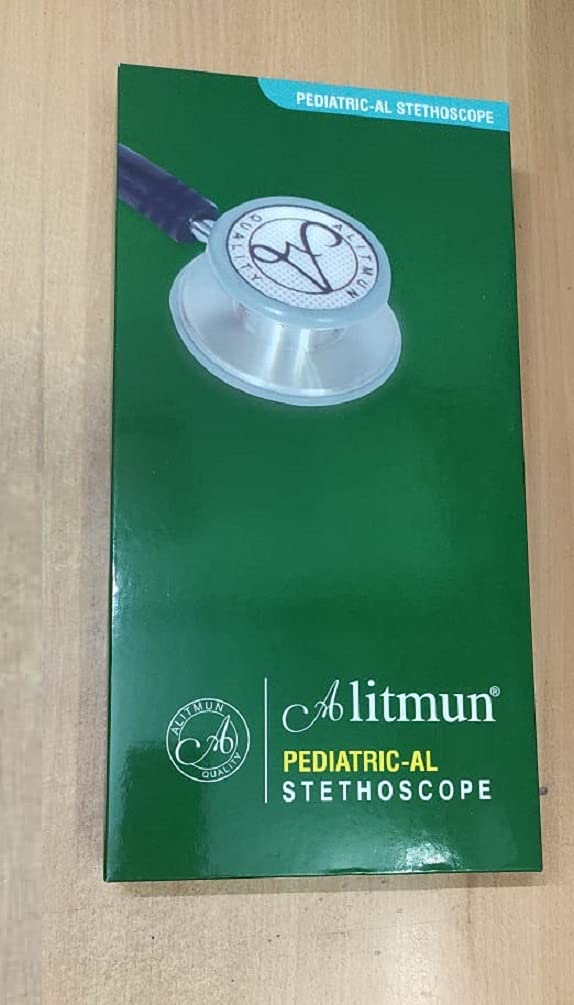 PEDIATRIC-AL STETHOSCOPE
ALITMUN
QUALITY
ALITMUN
QUALITY
Alitmun®
PEDIATRIC-AL
STETHOSCOPE